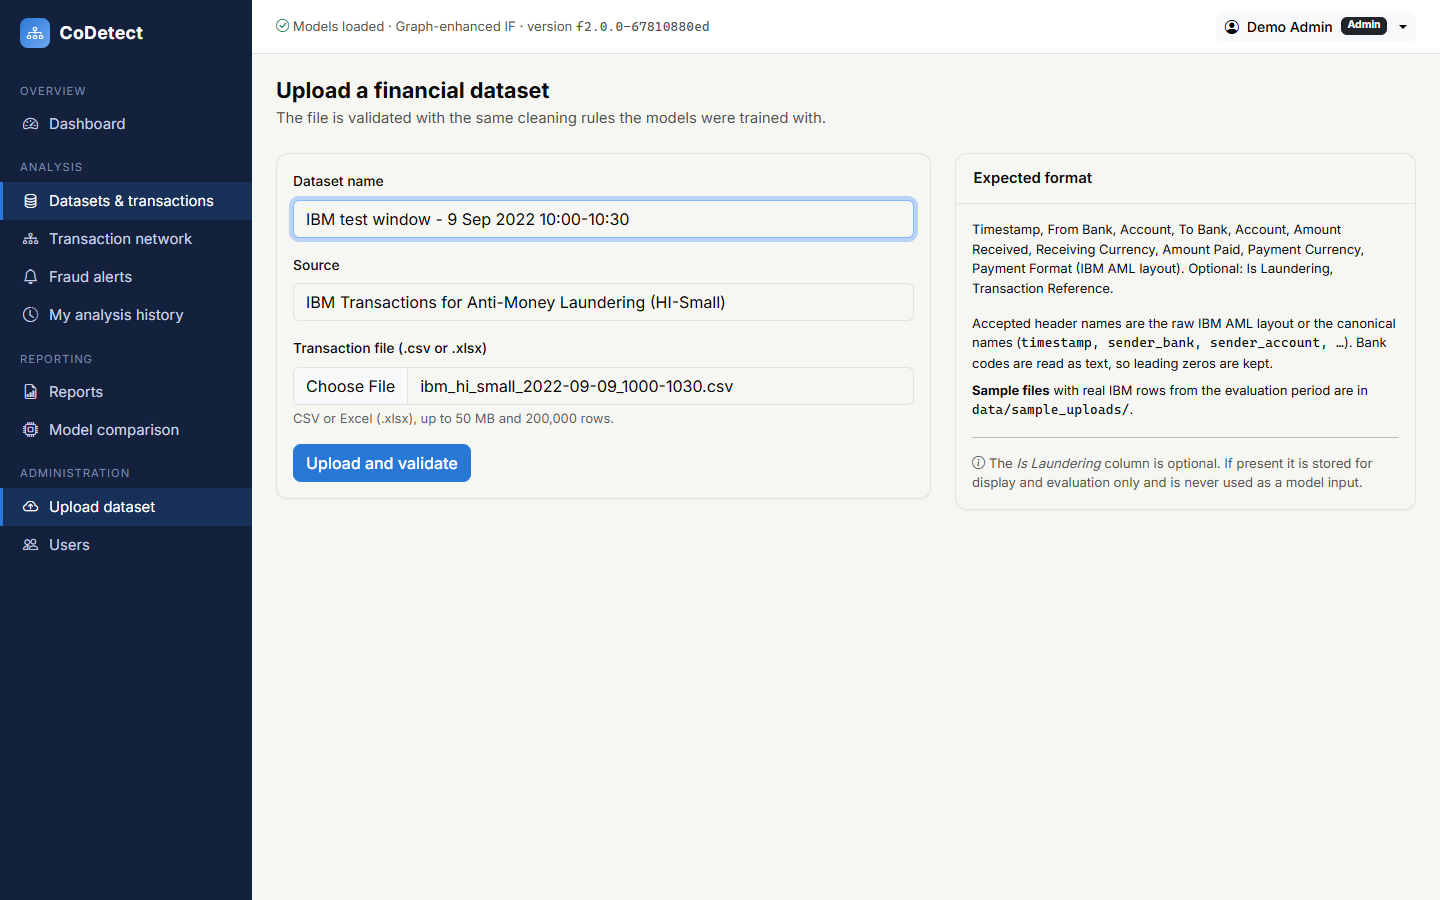 CoDetect
OVERVIEW
Dashboard
ANALYSIS
Datasets & transactions
Transaction network
Fraud alerts
My analysis history
REPORTING
Reports
Model comparison
ADMINISTRATION
Upload dataset
Users
Models loaded · Graph-enhanced IF · version f2.0.0-67810880ed
Demo Admin Admin
Upload a financial dataset
The file is validated with the same cleaning rules the models were trained with.
Dataset name
IBM test window - 9 Sep 2022 10:00-10:30
Source
IBM Transactions for Anti-Money Laundering (HI-Small)
Transaction file (.csv or .xlsx)
Choose File ibm_hi_small_2022-09-09_1000-1030.csv
CSV or Excel (.xlsx), up to 50 MB and 200,000 rows.
Upload and validate
Expected format
Timestamp, From Bank, Account, To Bank, Account, Amount
Received, Receiving Currency, Amount Paid, Payment Currency,
Payment Format (IBM AML layout). Optional: Is Laundering,
Transaction Reference.
Accepted header names are the raw IBM AML layout or the canonical
names (timestamp, sender_bank, sender_account, …). Bank
codes are read as text, so leading zeros are kept.
Sample files with real IBM rows from the evaluation period are in
data/sample_uploads/.
The Is Laundering column is optional. If present it is stored for
display and evaluation only and is never used as a model input.